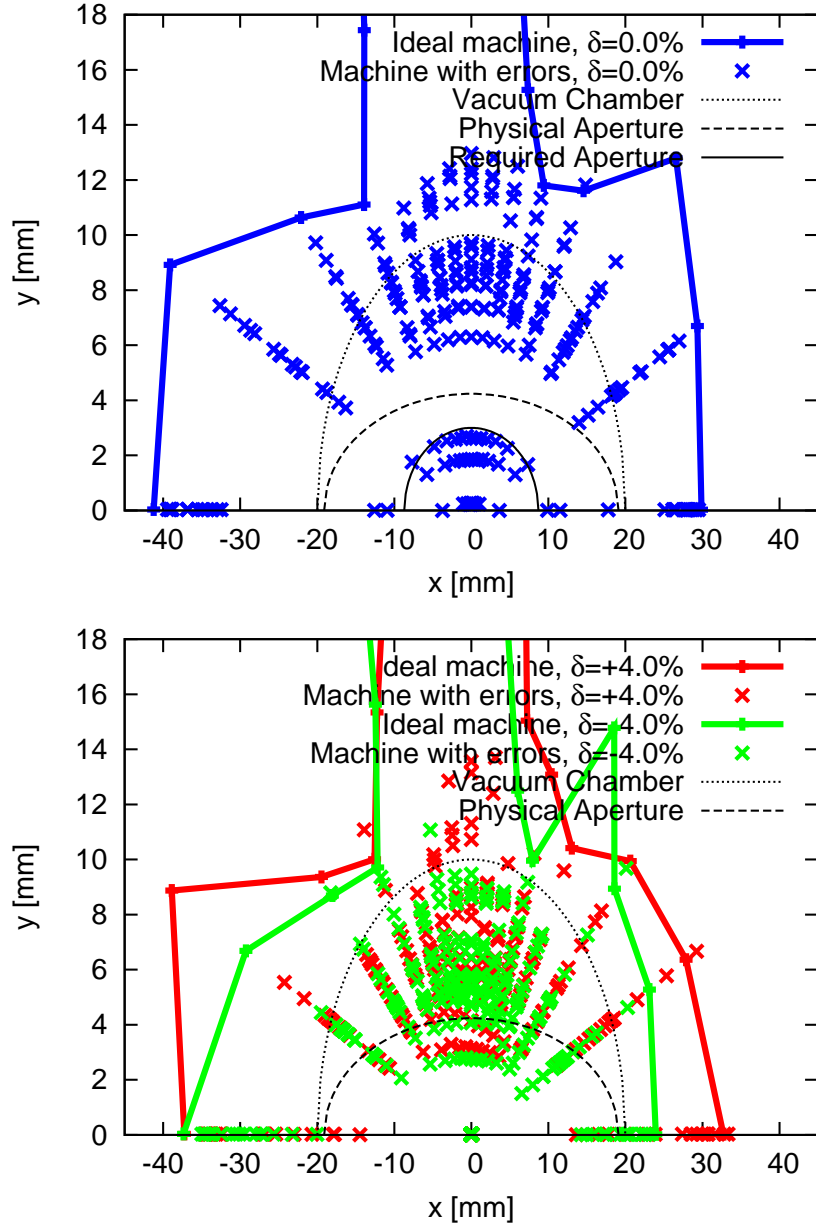 18
16
14
12
10
8
6
4
2
0
y [mm]
Ideal machine, δ=0.0%
Machine with errors, δ=0.0%
Vacuum Chamber
Physical Aperture
Required Aperture
-40 -30 -20 -10 0 10 20 30 40
x [mm]
18
16
14
12
10
8
6
4
2
0
y [mm]
Ideal machine, δ=+4.0%
Machine with errors, δ=+4.0%
Ideal machine, δ=-4.0%
Machine with errors, δ=-4.0%
Vacuum Chamber
Physical Aperture
-40 -30 -20 -10 0 10 20 30 40
x [mm]